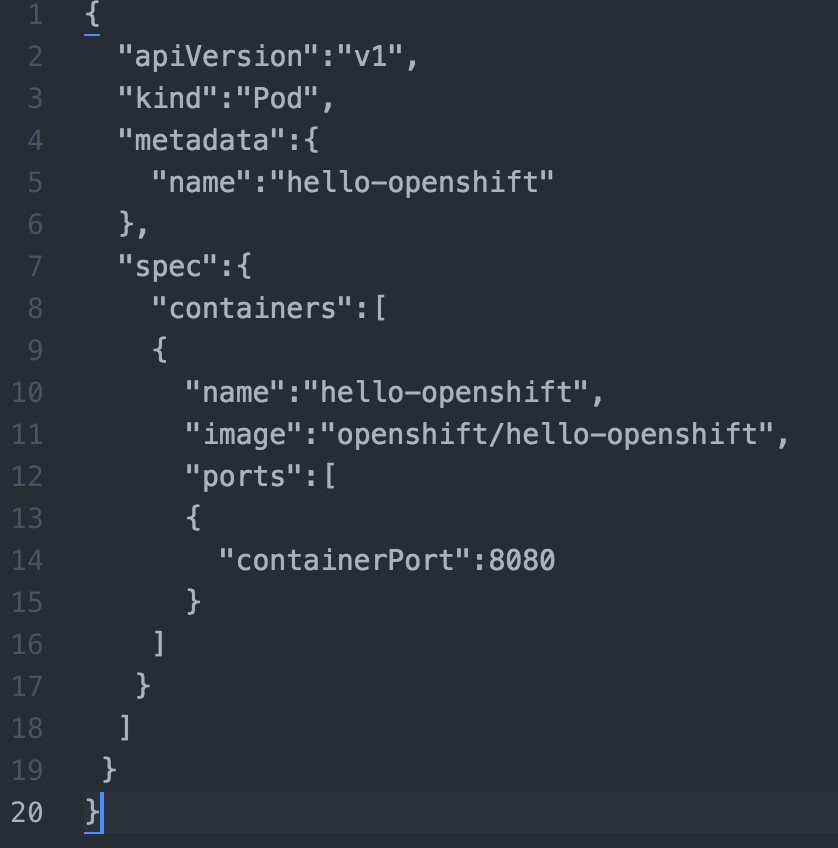 1 {
2   "apiVersion":"v1",
3   "kind":"Pod",
4   "metadata":{
5     "name":"hello-openshift"
6   },
7   "spec":{
8     "containers":[
9     {
10       "name":"hello-openshift",
11       "image":"openshift/hello-openshift",
12       "ports":[
13       {
14         "containerPort":8080
15       }
16     ]
17    }
18   ]
19  }
20 }